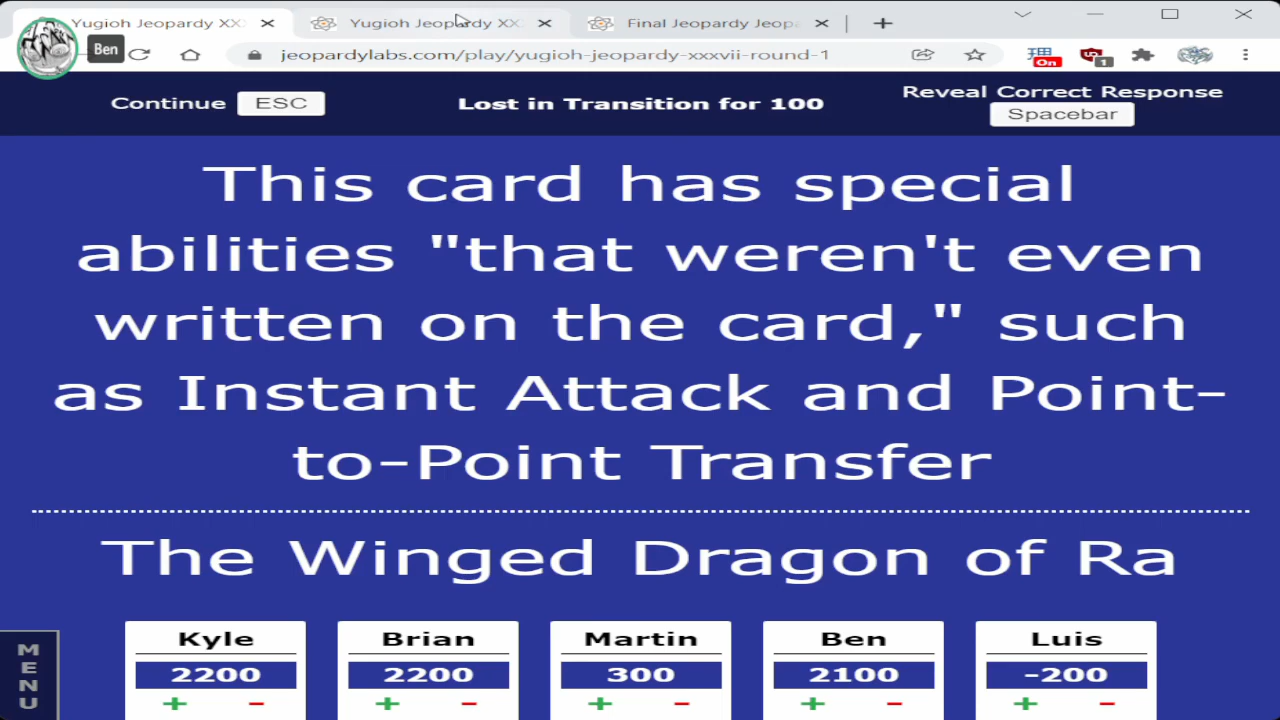 Yugioh Jeopardy XX
Yugioh Jeopardy XX
Final Jeopardy Jeop
Ben
jeopardylabs.com/play/yugioh-jeopardy-xxxvii-round-1
On
1
Continue ESC
Lost in Transition for 100
Reveal Correct Response
Spacebar
This card has special
abilities "that weren't even
written on the card," such
as Instant Attack and Point-
to-Point Transfer
The Winged Dragon of Ra
MENU
Kyle Brian Martin Ben Luis
2200 2200 300 2100 -200
+ - + - + - + - + -